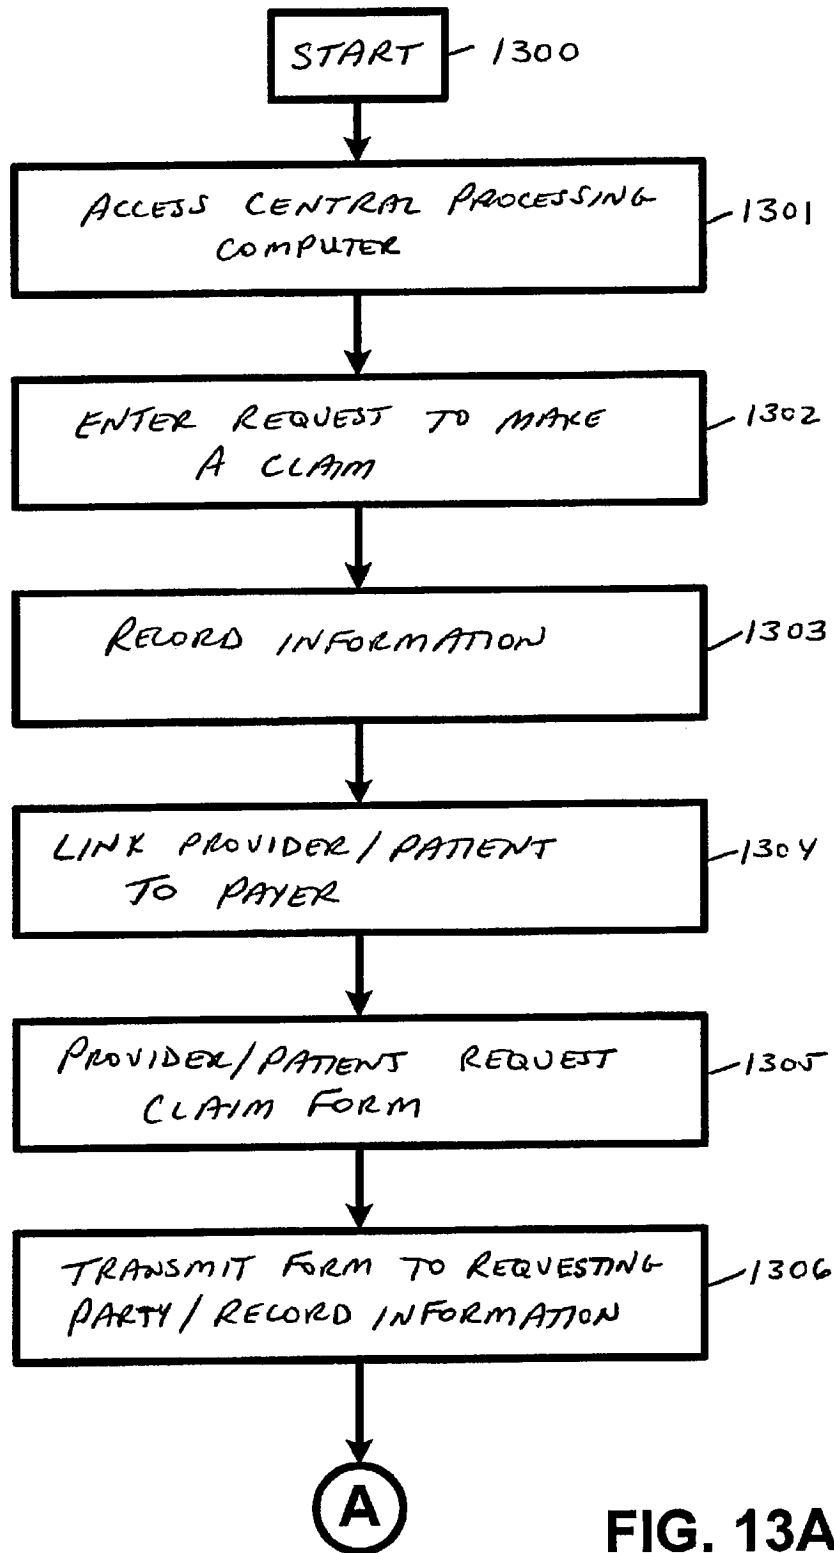 START 1300
ACCESS CENTRAL PROCESSING
COMPUTER
1301
ENTER REQUEST TO MAKE
A CLAIM
1302
RECORD INFORMATION
1303
LINK PROVIDER/PATIENT
TO PAYER
1304
PROVIDER/PATIENT REQUEST
CLAIM FORM
1305
TRANSMIT FORM TO REQUESTING
PARTY/RECORD INFORMATION
1306
A
FIG. 13A